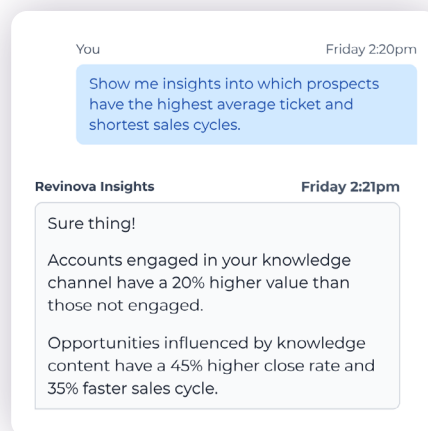 You Friday 2:20pm
Show me insights into which prospects
have the highest average ticket and
shortest sales cycles.
Revinova Insights Friday 2:21pm
Sure thing!
Accounts engaged in your knowledge
channel have a 20% higher value than
those not engaged.
Opportunities influenced by knowledge
content have a 45% higher close rate and
35% faster sales cycle.